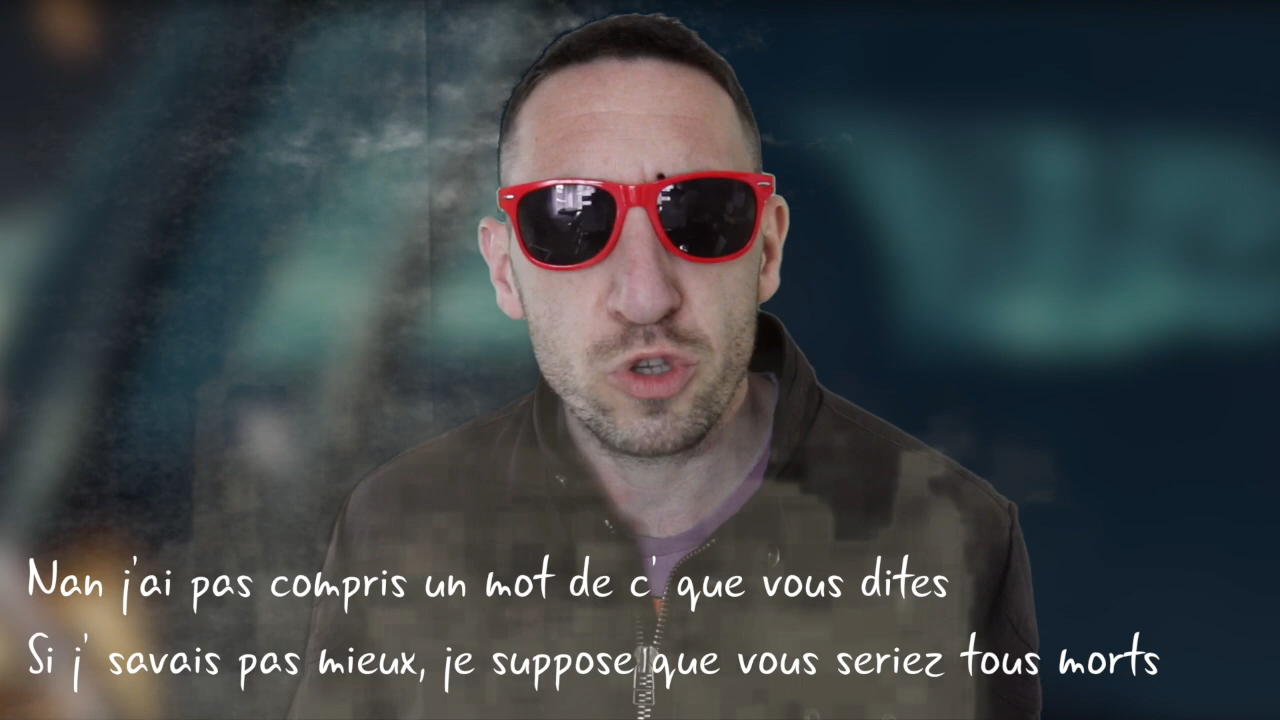 Nan j'ai pas compris un mot de c' que vous dites
Si j' savais pas mieux, je suppose que vous seriez tous morts